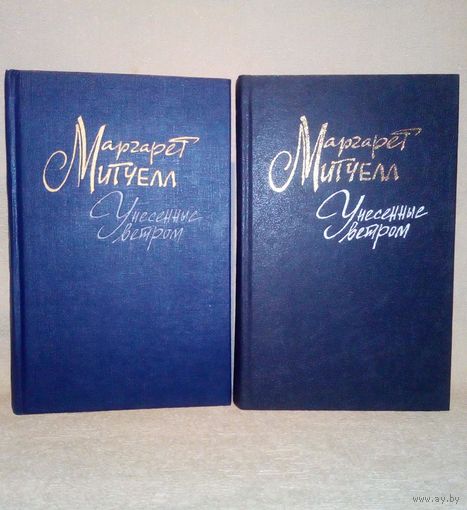 Маргарет
Митчелл
Унесенные
ветром
Маргарет
Митчелл
Унесенные
ветром
www.ay.by